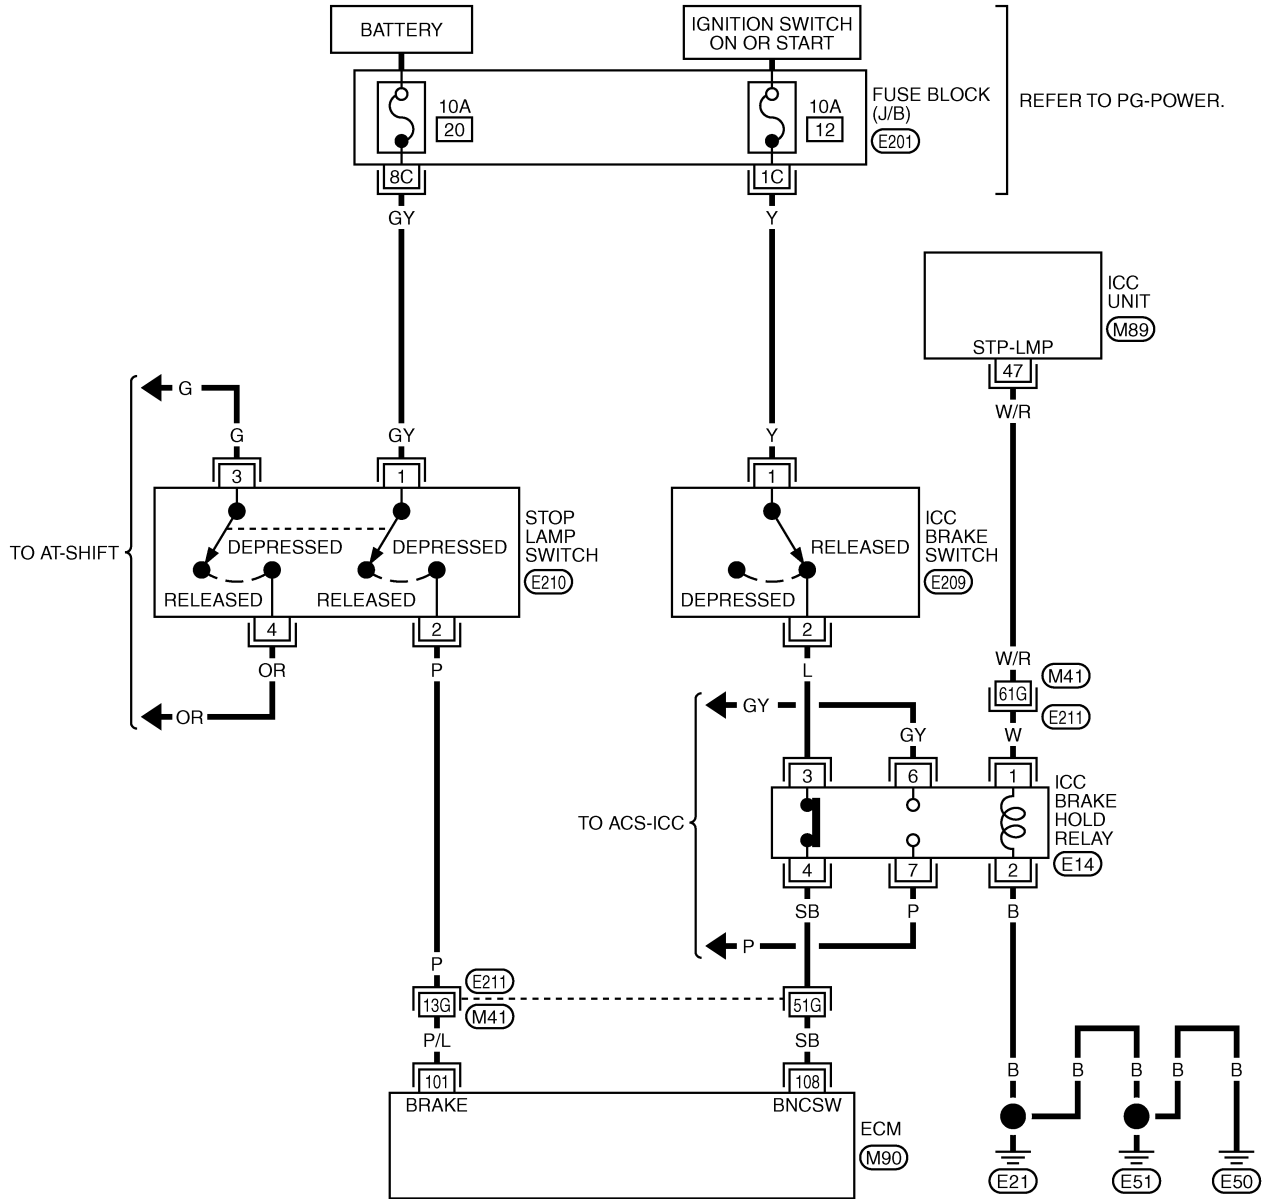 BATTERY
IGNITION SWITCH
ON OR START
10A
20
10A
12
FUSE BLOCK
(J/B)
E201
REFER TO PG-POWER.
8C
1C
GY
Y
ICC
UNIT
M89
STP-LMP
47
W/R
G
G
GY
Y
3
1
1
TO AT-SHIFT
DEPRESSED
DEPRESSED
RELEASED
RELEASED
STOP
LAMP
SWITCH
E210
RELEASED
DEPRESSED
ICC
BRAKE
SWITCH
E209
4
2
2
OR
P
L
OR
W/R
M41
61G
E211
W
GY
GY
TO ACS-ICC
3
6
1
ICC
BRAKE
HOLD
RELAY
E14
4
7
2
SB
P
B
P
P
E211
13G
M41
51G
P/L
SB
101
108
BRAKE
BNCSW
ECM
M90
B
B
B
B
B
E21
E51
E50